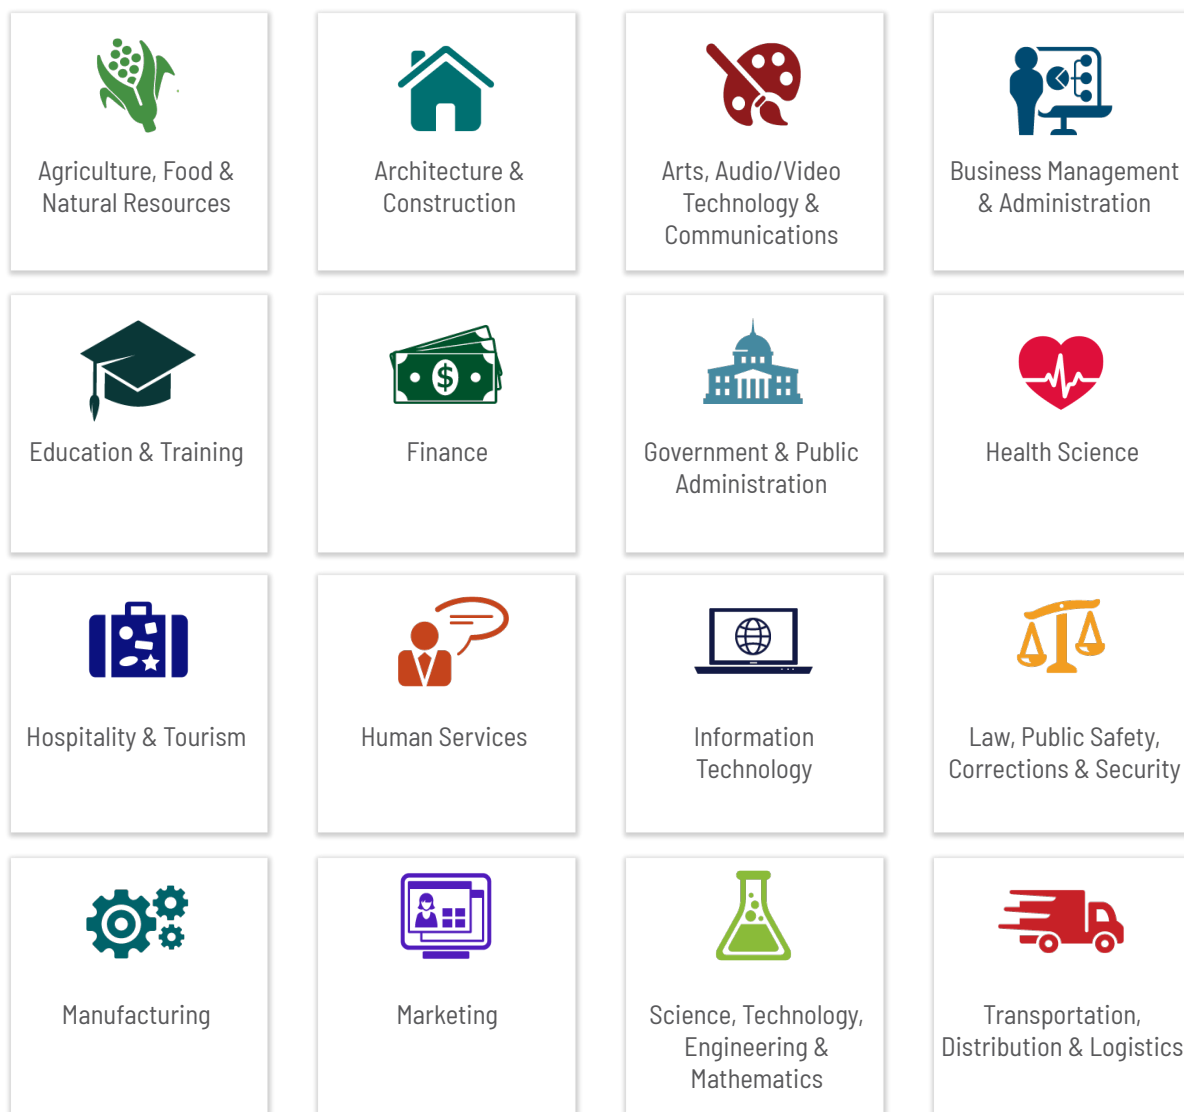 Agriculture, Food &
Natural Resources
Architecture &
Construction
Arts, Audio/Video
Technology &
Communications
Business Management
& Administration
Education & Training
$
Finance
Government & Public
Administration
Health Science
Hospitality & Tourism
Human Services
Information
Technology
Law, Public Safety,
Corrections & Security
Manufacturing
Marketing
Science, Technology,
Engineering &
Mathematics
Transportation,
Distribution & Logistics